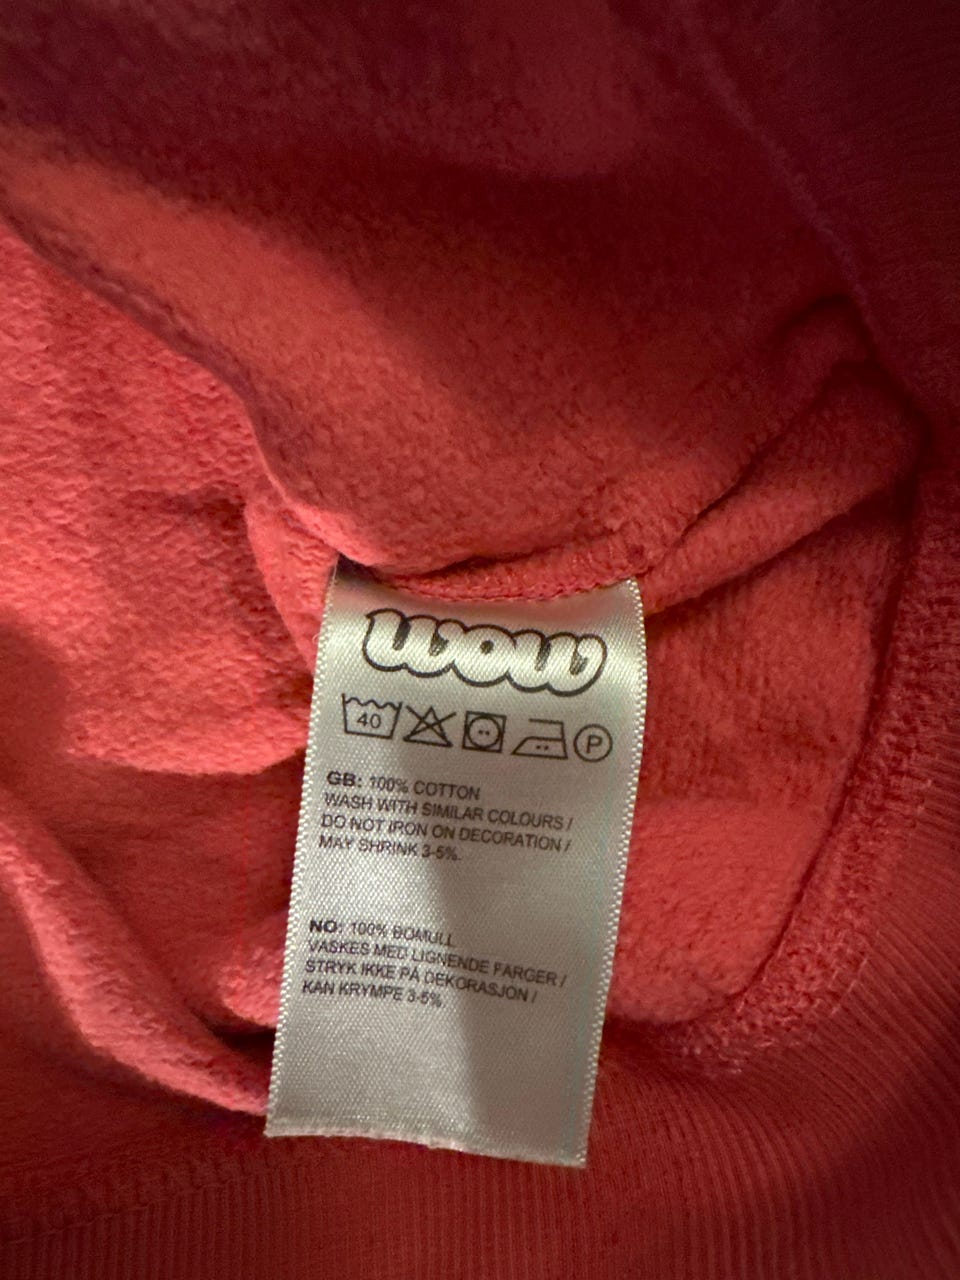 wow
40 P
GB: 100% COTTON
WASH WITH SIMILAR COLOURS /
DO NOT IRON ON DECORATION /
MAY SHRINK 3-5%.
NO: 100% BOMULL
VASKES MED LIGNENDE FARGER /
STRYK IKKE PÅ DEKORASJON /
KAN KRYMPE 3-5%